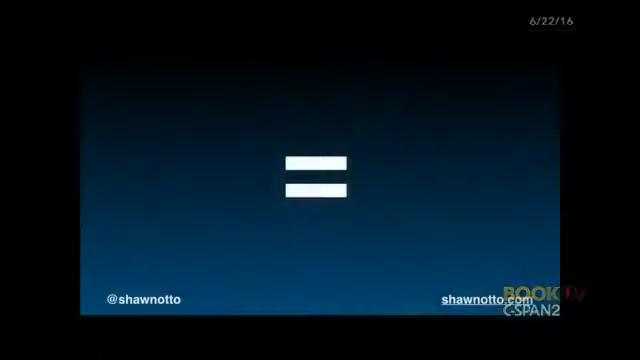 6/22/16
=
@shawnotto
shawnotto.com
BOOK TV
C-SPAN2